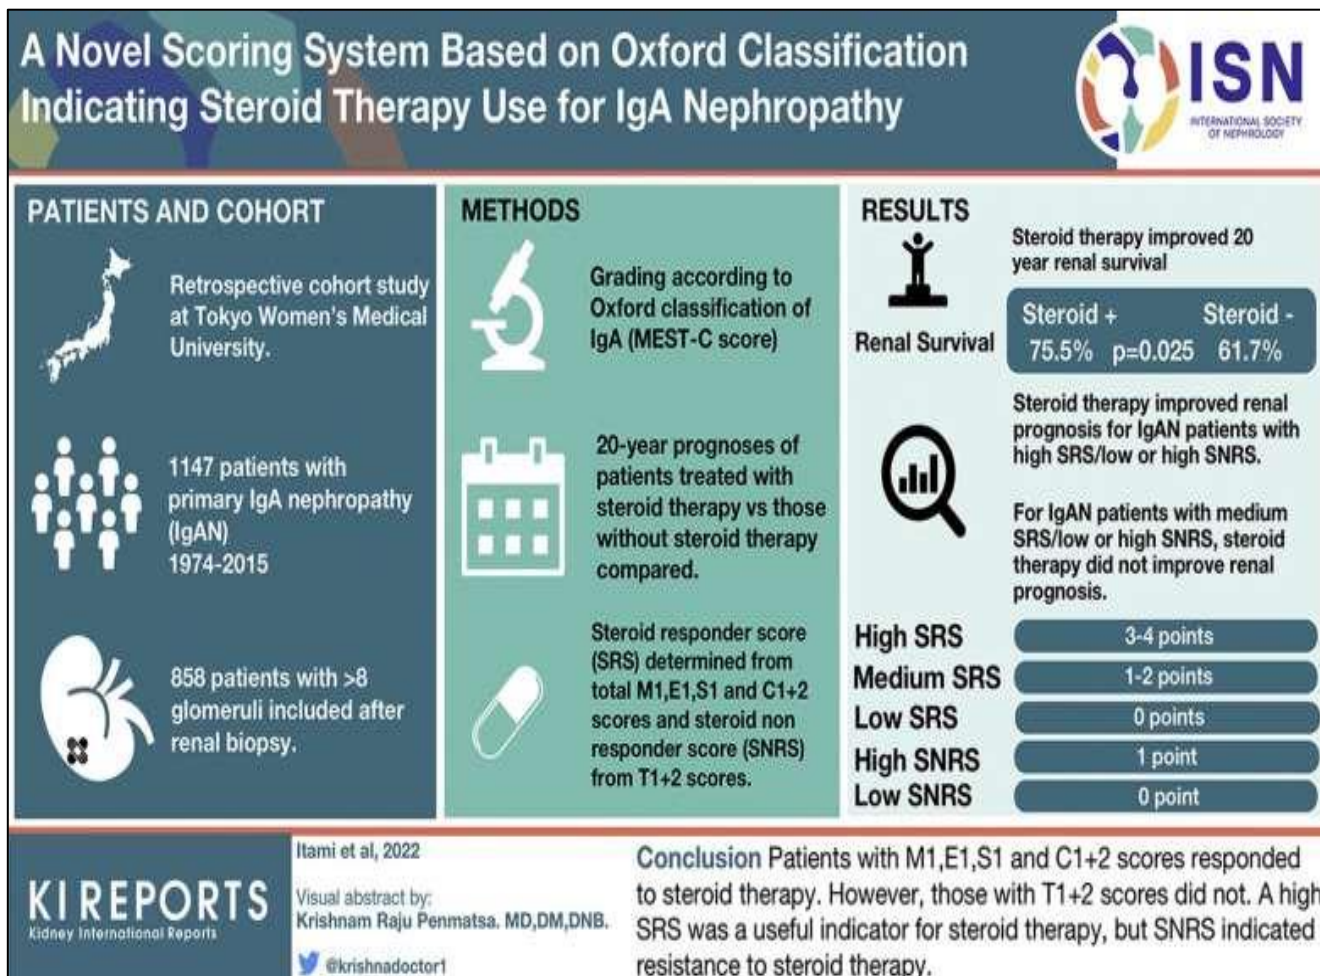 A Novel Scoring System Based on Oxford Classification
Indicating Steroid Therapy Use for IgA Nephropathy
ISN
INTERNATIONAL SOCIETY
OF NEPHROLOGY
PATIENTS AND COHORT
Retrospective cohort study
at Tokyo Women's Medical
University.
1147 patients with
primary IgA nephropathy
(IgAN)
1974-2015
858 patients with >8
glomeruli included after
renal biopsy.
METHODS
Grading according to
Oxford classification of
IgA (MEST-C score)
20-year prognoses of
patients treated with
steroid therapy vs those
without steroid therapy
compared.
Steroid responder score
(SRS) determined from
total M1,E1,S1 and C1+2
scores and steroid non
responder score (SNRS)
from T1+2 scores.
RESULTS
Renal Survival
Steroid therapy improved 20
year renal survival
Steroid + Steroid -
75.5% p=0.025 61.7%
Steroid therapy improved renal
prognosis for IgAN patients with
high SRS/low or high SNRS.
For IgAN patients with medium
SRS/low or high SNRS, steroid
therapy did not improve renal
prognosis.
High SRS 3-4 points
Medium SRS 1-2 points
Low SRS 0 points
High SNRS 1 point
Low SNRS 0 point
KI REPORTS
Kidney International Reports
Itami et al, 2022
Visual abstract by:
Krishnam Raju Penmatsa. MD,DM,DNB.
@krishnadoctor1
Conclusion Patients with M1,E1,S1 and C1+2 scores responded
to steroid therapy. However, those with T1+2 scores did not. A high
SRS was a useful indicator for steroid therapy, but SNRS indicated
resistance to steroid therapy.